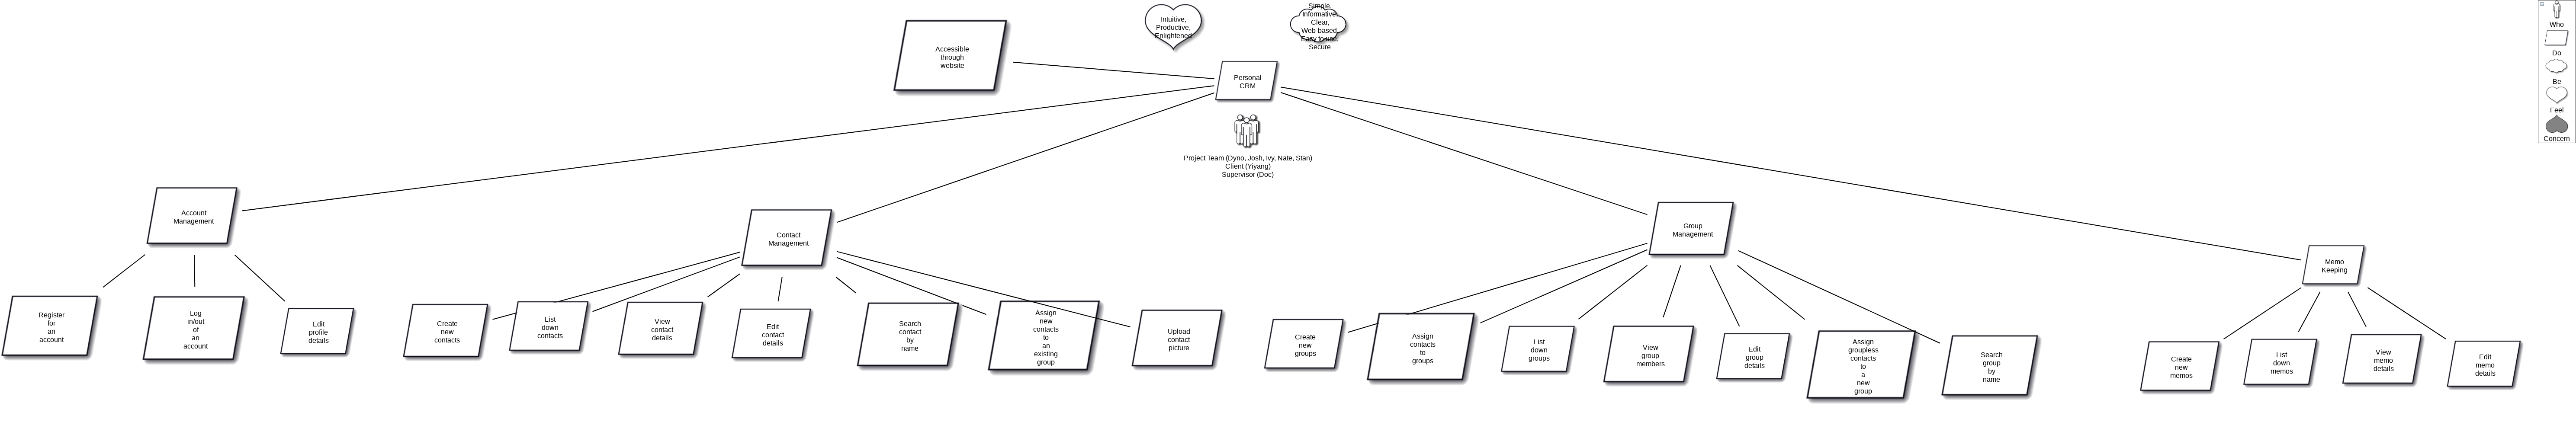 Intuitive,
Productive,
Enlightened
Simple,
Informative,
Clear,
Web-based,
Easy to use,
Secure
Who
Do
Be
Feel
Concern
Accessible
through
website
Personal
CRM
Project Team (Dyno, Josh, Ivy, Nate, Stan)
Client (Yiyang)
Supervisor (Doc)
Account
Management
Contact
Management
Group
Management
Memo
Keeping
Register
for
an
account
Log
in/out
of
an
account
Edit
profile
details
Create
new
contacts
List
down
contacts
View
contact
details
Edit
contact
details
Search
contact
by
name
Assign
new
contacts
to
an
existing
group
Upload
contact
picture
Create
new
groups
Assign
contacts
to
groups
List
down
groups
View
group
members
Edit
group
details
Assign
groupless
contacts
to
a
new
group
Search
group
by
name
Create
new
memos
List
down
memos
View
memo
details
Edit
memo
details